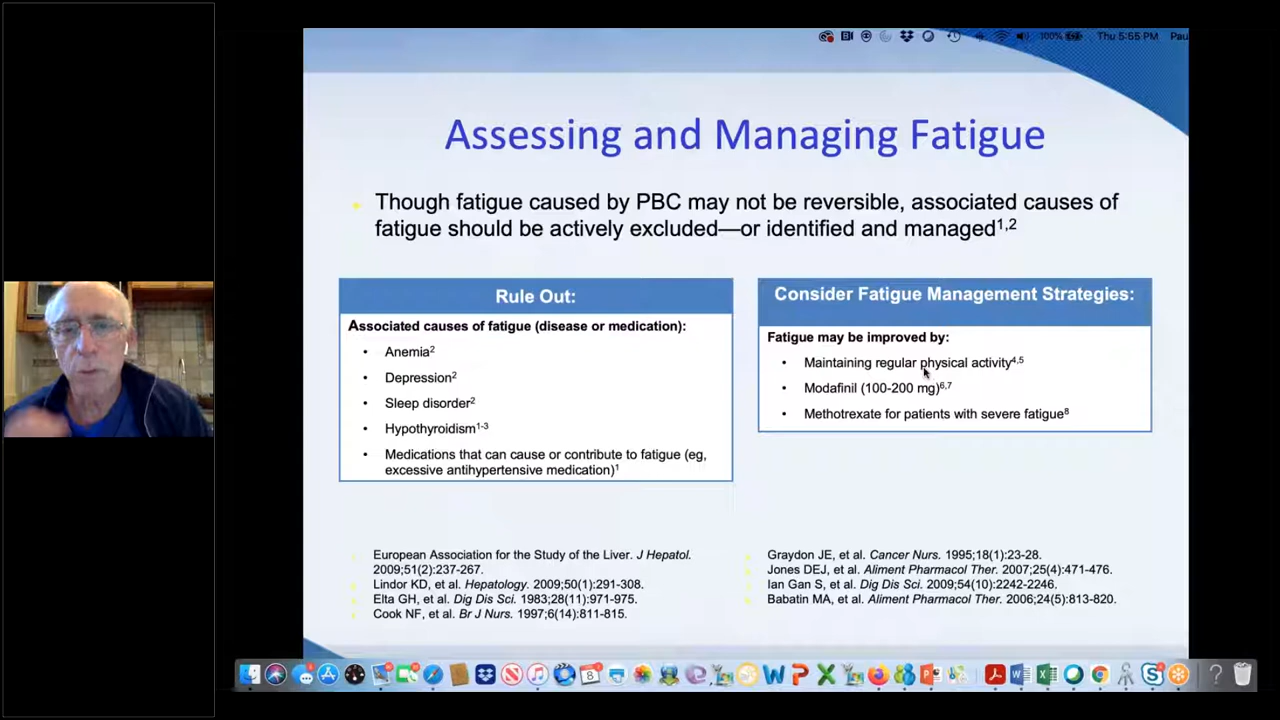 100% Thu 5:55 PM Pau
Assessing and Managing Fatigue
Though fatigue caused by PBC may not be reversible, associated causes of
fatigue should be actively excluded—or identified and managed1,2
Rule Out:
Associated causes of fatigue (disease or medication):
• Anemia2
• Depression2
• Sleep disorder2
• Hypothyroidism1-3
• Medications that can cause or contribute to fatigue (eg,
excessive antihypertensive medication)1
Consider Fatigue Management Strategies:
Fatigue may be improved by:
• Maintaining regular physical activity4,5
• Modafinil (100-200 mg)6,7
• Methotrexate for patients with severe fatigue8
European Association for the Study of the Liver. J Hepatol.
2009;51(2):237-267.
Lindor KD, et al. Hepatology. 2009;50(1):291-308.
Elta GH, et al. Dig Dis Sci. 1983;28(11):971-975.
Cook NF, et al. Br J Nurs. 1997;6(14):811-815.
Graydon JE, et al. Cancer Nurs. 1995;18(1):23-28.
Jones DEJ, et al. Aliment Pharmacol Ther. 2007;25(4):471-476.
Ian Gan S, et al. Dig Dis Sci. 2009;54(10):2242-2246.
Babatin MA, et al. Aliment Pharmacol Ther. 2006;24(5):813-820.